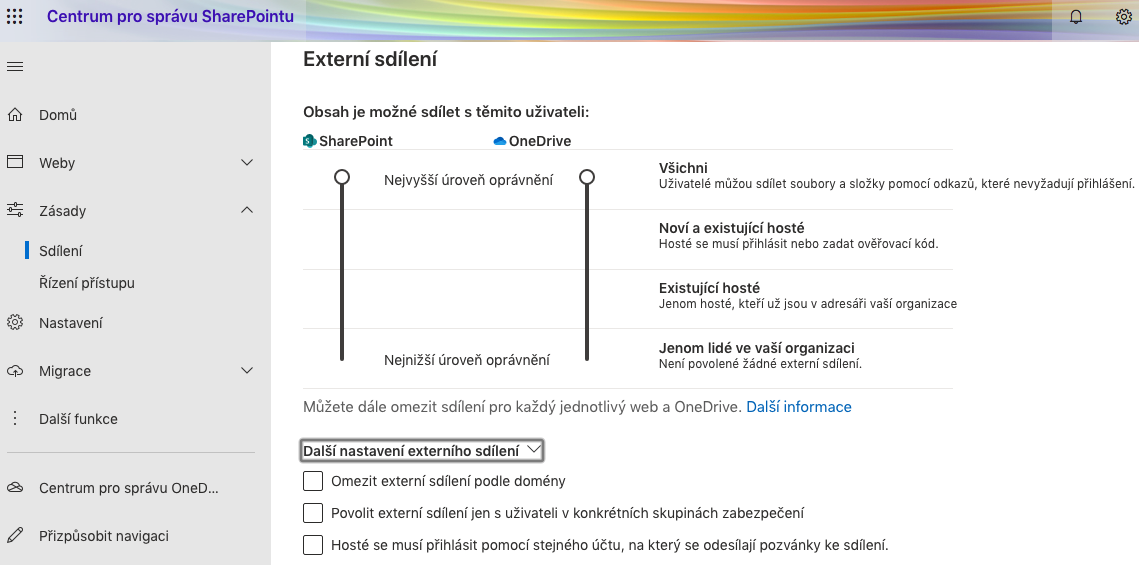 Centrum pro správu SharePointu
Domů
Weby
Zásady
Sdílení
Řízení přístupu
Nastavení
Migrace
Další funkce
Centrum pro správu OneD...
Přizpůsobit navigaci
Externí sdílení
Obsah je možné sdílet s těmito uživateli:
SharePoint
OneDrive
Nejvyšší úroveň oprávnění
Všichni
Uživatelé můžou sdílet soubory a složky pomocí odkazů, které nevyžadují přihlášení.
Noví a existující hosté
Hosté se musí přihlásit nebo zadat ověřovací kód.
Existující hosté
Jenom hosté, kteří už jsou v adresáři vaší organizace
Nejnižší úroveň oprávnění
Jenom lidé ve vaší organizaci
Není povolené žádné externí sdílení.
Můžete dále omezit sdílení pro každý jednotlivý web a OneDrive. Další informace
Další nastavení externího sdílení
Omezit externí sdílení podle domény
Povolit externí sdílení jen s uživateli v konkrétních skupinách zabezpečení
Hosté se musí přihlásit pomocí stejného účtu, na který se odesílají pozvánky ke sdílení.